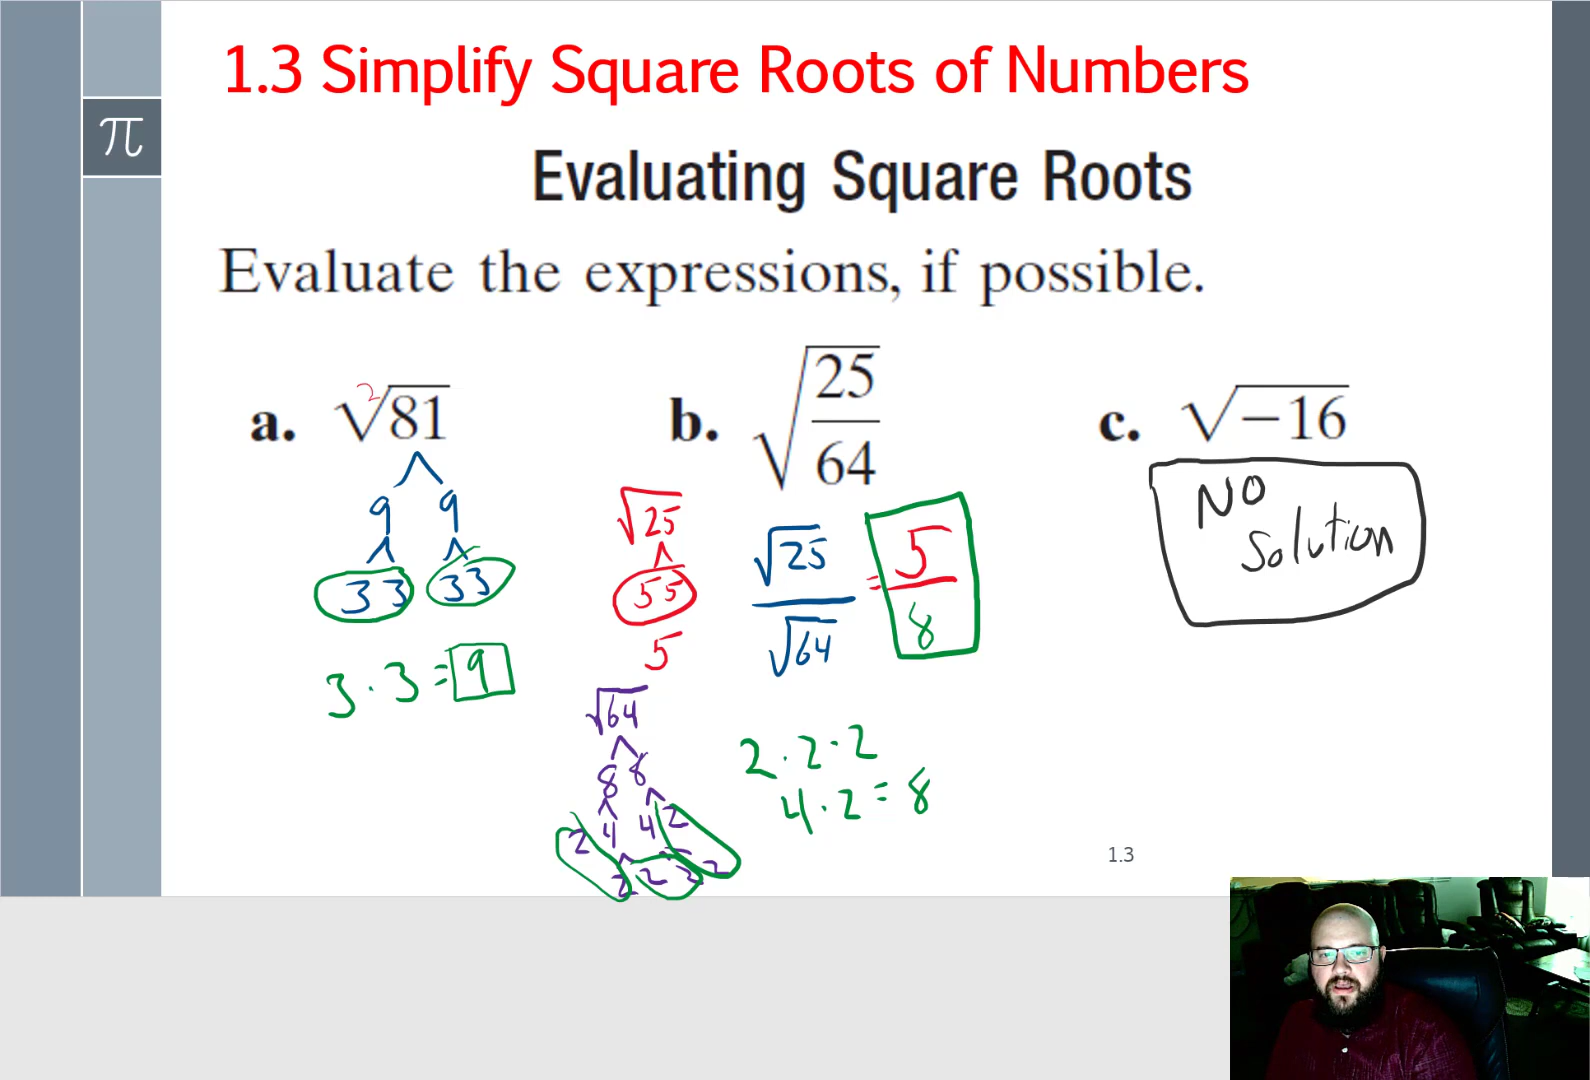 1.3 Simplify Square Roots of Numbers
π
Evaluating Square Roots
Evaluate the expressions, if possible.
a. ²√81
b. √(25/64)
c. √−16
9 9
3 3 3 3
3 · 3 = 9
√25
5 5
5
√25/√64 = 5/8
NO
Solution
√64
8 8
2 4 4 2
2 2 2 2
2 · 2 · 2
4 · 2 = 8
1.3